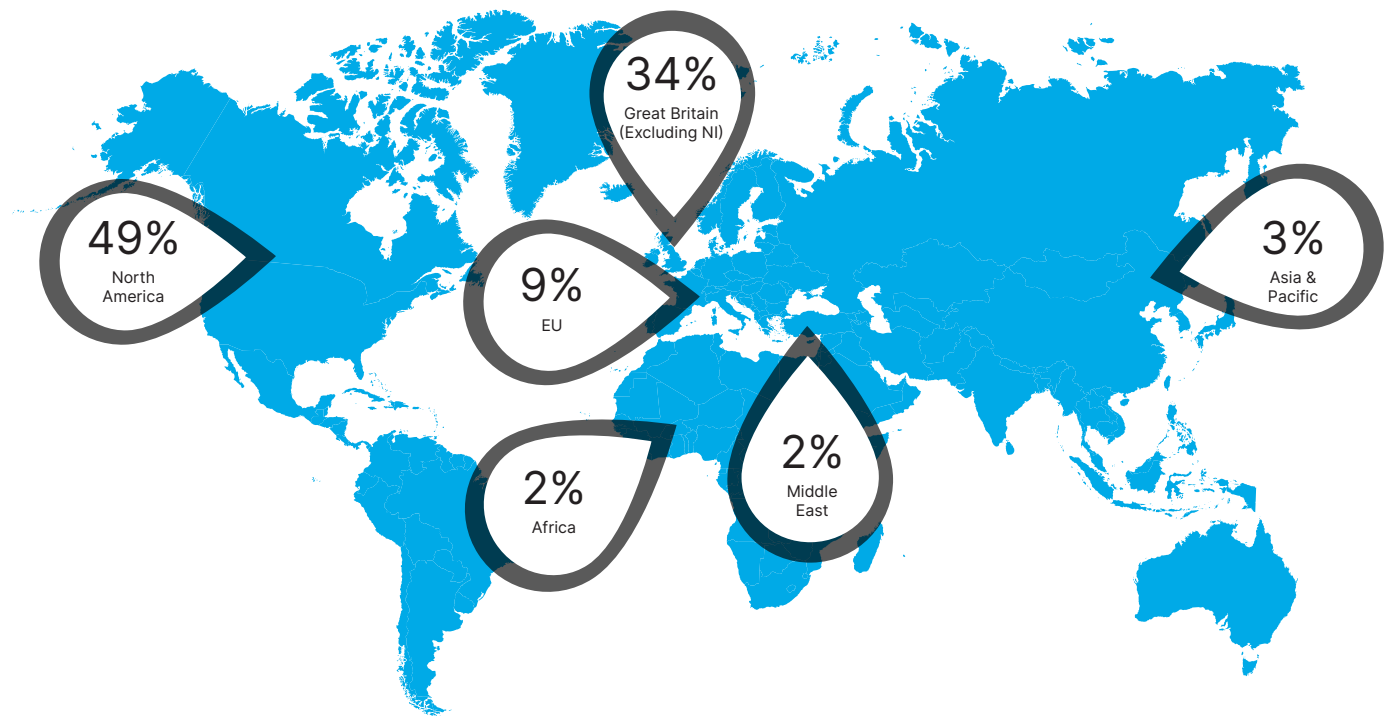 34%
Great Britain
(Excluding NI)
49%
North
America
9%
EU
3%
Asia &
Pacific
2%
Africa
2%
Middle
East